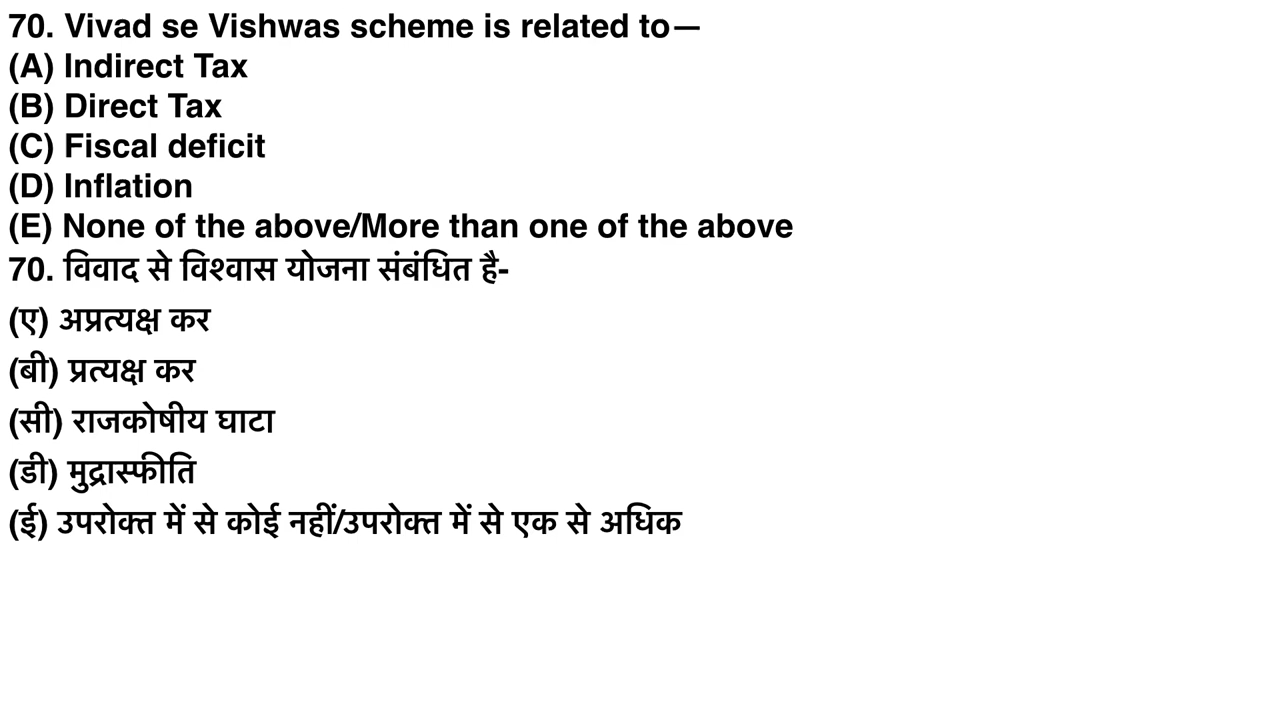 70. Vivad se Vishwas scheme is related to—
(A) Indirect Tax
(B) Direct Tax
(C) Fiscal deficit
(D) Inflation
(E) None of the above/More than one of the above
70. विवाद से विश्वास योजना संबंधित है-
(ए) अप्रत्यक्ष कर
(बी) प्रत्यक्ष कर
(सी) राजकोषीय घाटा
(डी) मुद्रास्फीति
(ई) उपरोक्त में से कोई नहीं/उपरोक्त में से एक से अधिक